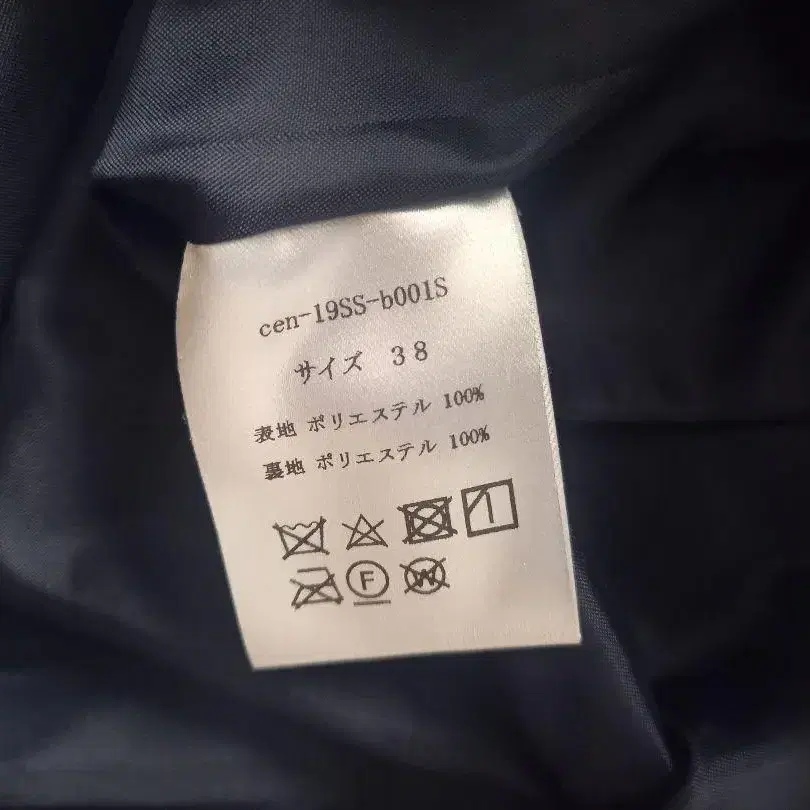 cen-19SS-b001S
サイズ 38
表地 ポリエステル 100%
裏地 ポリエステル 100%
F W